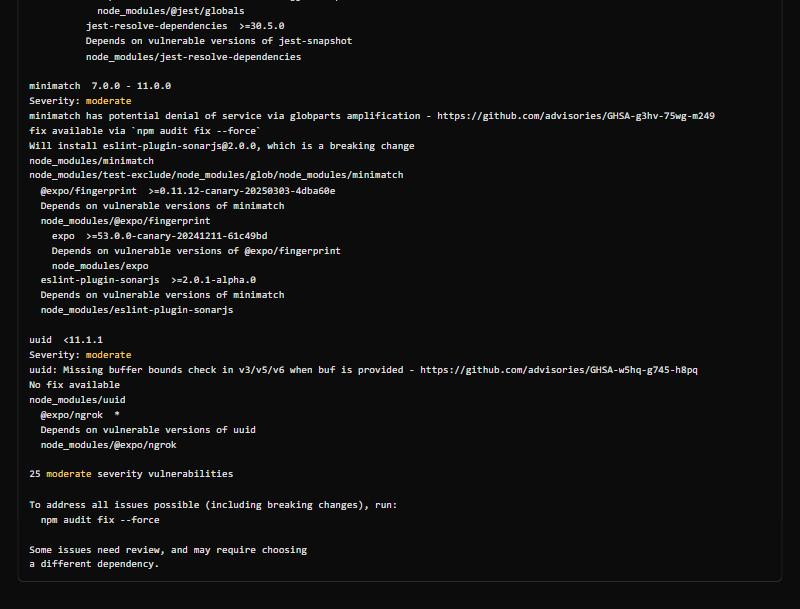 node_modules/@jest/globals
jest-resolve-dependencies  >=30.5.0
Depends on vulnerable versions of jest-snapshot
node_modules/jest-resolve-dependencies
minimatch  7.0.0 - 11.0.0
Severity: moderate
minimatch has potential denial of service via globparts amplification - https://github.com/advisories/GHSA-g3hv-75wg-m249
fix available via `npm audit fix --force`
Will install eslint-plugin-sonarjs@2.0.0, which is a breaking change
node_modules/minimatch
node_modules/test-exclude/node_modules/glob/node_modules/minimatch
@expo/fingerprint  >=0.11.12-canary-20250303-4dba60e
Depends on vulnerable versions of minimatch
node_modules/@expo/fingerprint
expo  >=53.0.0-canary-20241211-61c49bd
Depends on vulnerable versions of @expo/fingerprint
node_modules/expo
eslint-plugin-sonarjs  >=2.0.1-alpha.0
Depends on vulnerable versions of minimatch
node_modules/eslint-plugin-sonarjs
uuid  <11.1.1
Severity: moderate
uuid: Missing buffer bounds check in v3/v5/v6 when buf is provided - https://github.com/advisories/GHSA-w5hq-g745-h8pq
No fix available
node_modules/uuid
@expo/ngrok  *
Depends on vulnerable versions of uuid
node_modules/@expo/ngrok
25 moderate severity vulnerabilities
To address all issues possible (including breaking changes), run:
npm audit fix --force
Some issues need review, and may require choosing
a different dependency.